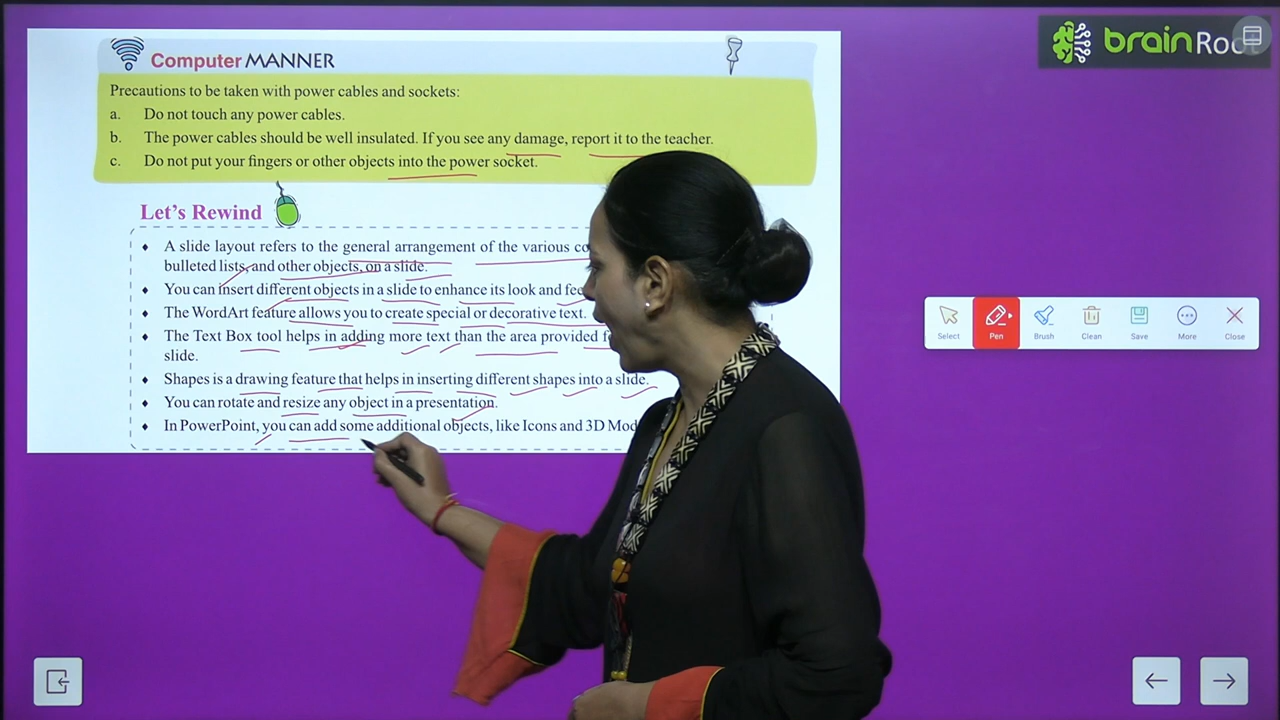 Computer MANNER
brainRoot
Precautions to be taken with power cables and sockets:
a. Do not touch any power cables.
b. The power cables should be well insulated. If you see any damage, report it to the teacher.
c. Do not put your fingers or other objects into the power socket.
Let's Rewind
♦ A slide layout refers to the general arrangement of the various
bulleted lists, and other objects, on a slide.
♦ You can insert different objects in a slide to enhance its look and
♦ The WordArt feature allows you to create special or decorative text.
♦ The Text Box tool helps in adding more text than the area provided
slide.
♦ Shapes is a drawing feature that helps in inserting different shapes into a slide.
♦ You can rotate and resize any object in a presentation.
♦ In PowerPoint, you can add some additional objects, like Icons and 3D
Select Pen Brush Clean Save More Close